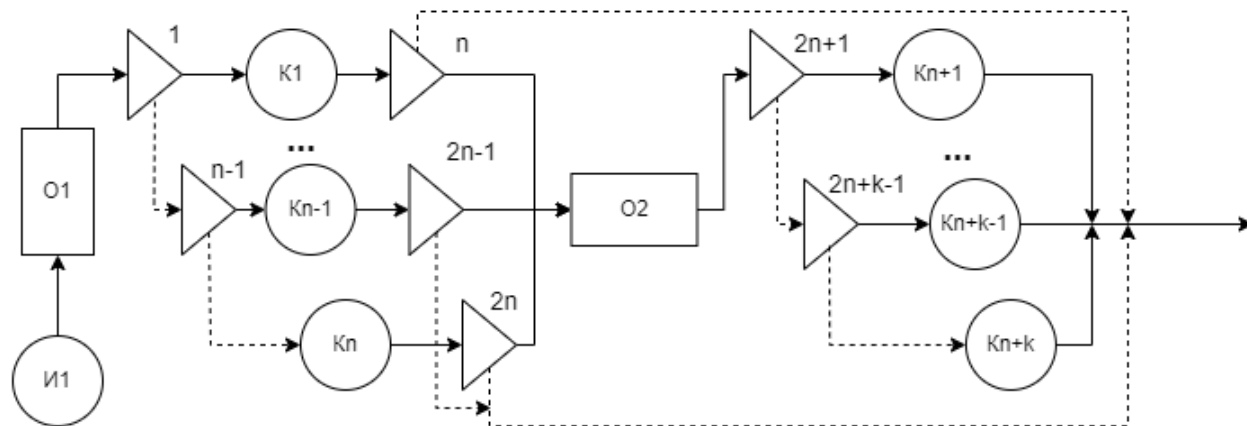 1
К1
n
2n+1
Кn+1
...
...
О1
n-1
Кn-1
2n-1
О2
2n+k-1
Кn+k-1
И1
Кn
2n
Кn+k